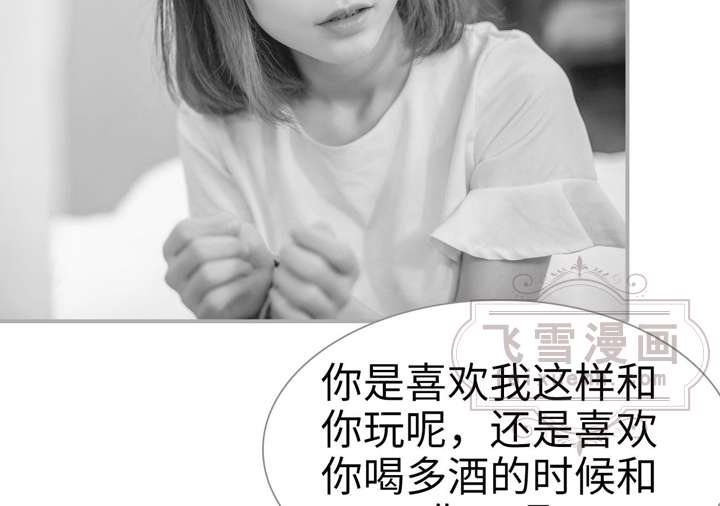 飞雪漫画
你是喜欢我这样和
你玩呢，还是喜欢
你喝多酒的时候和